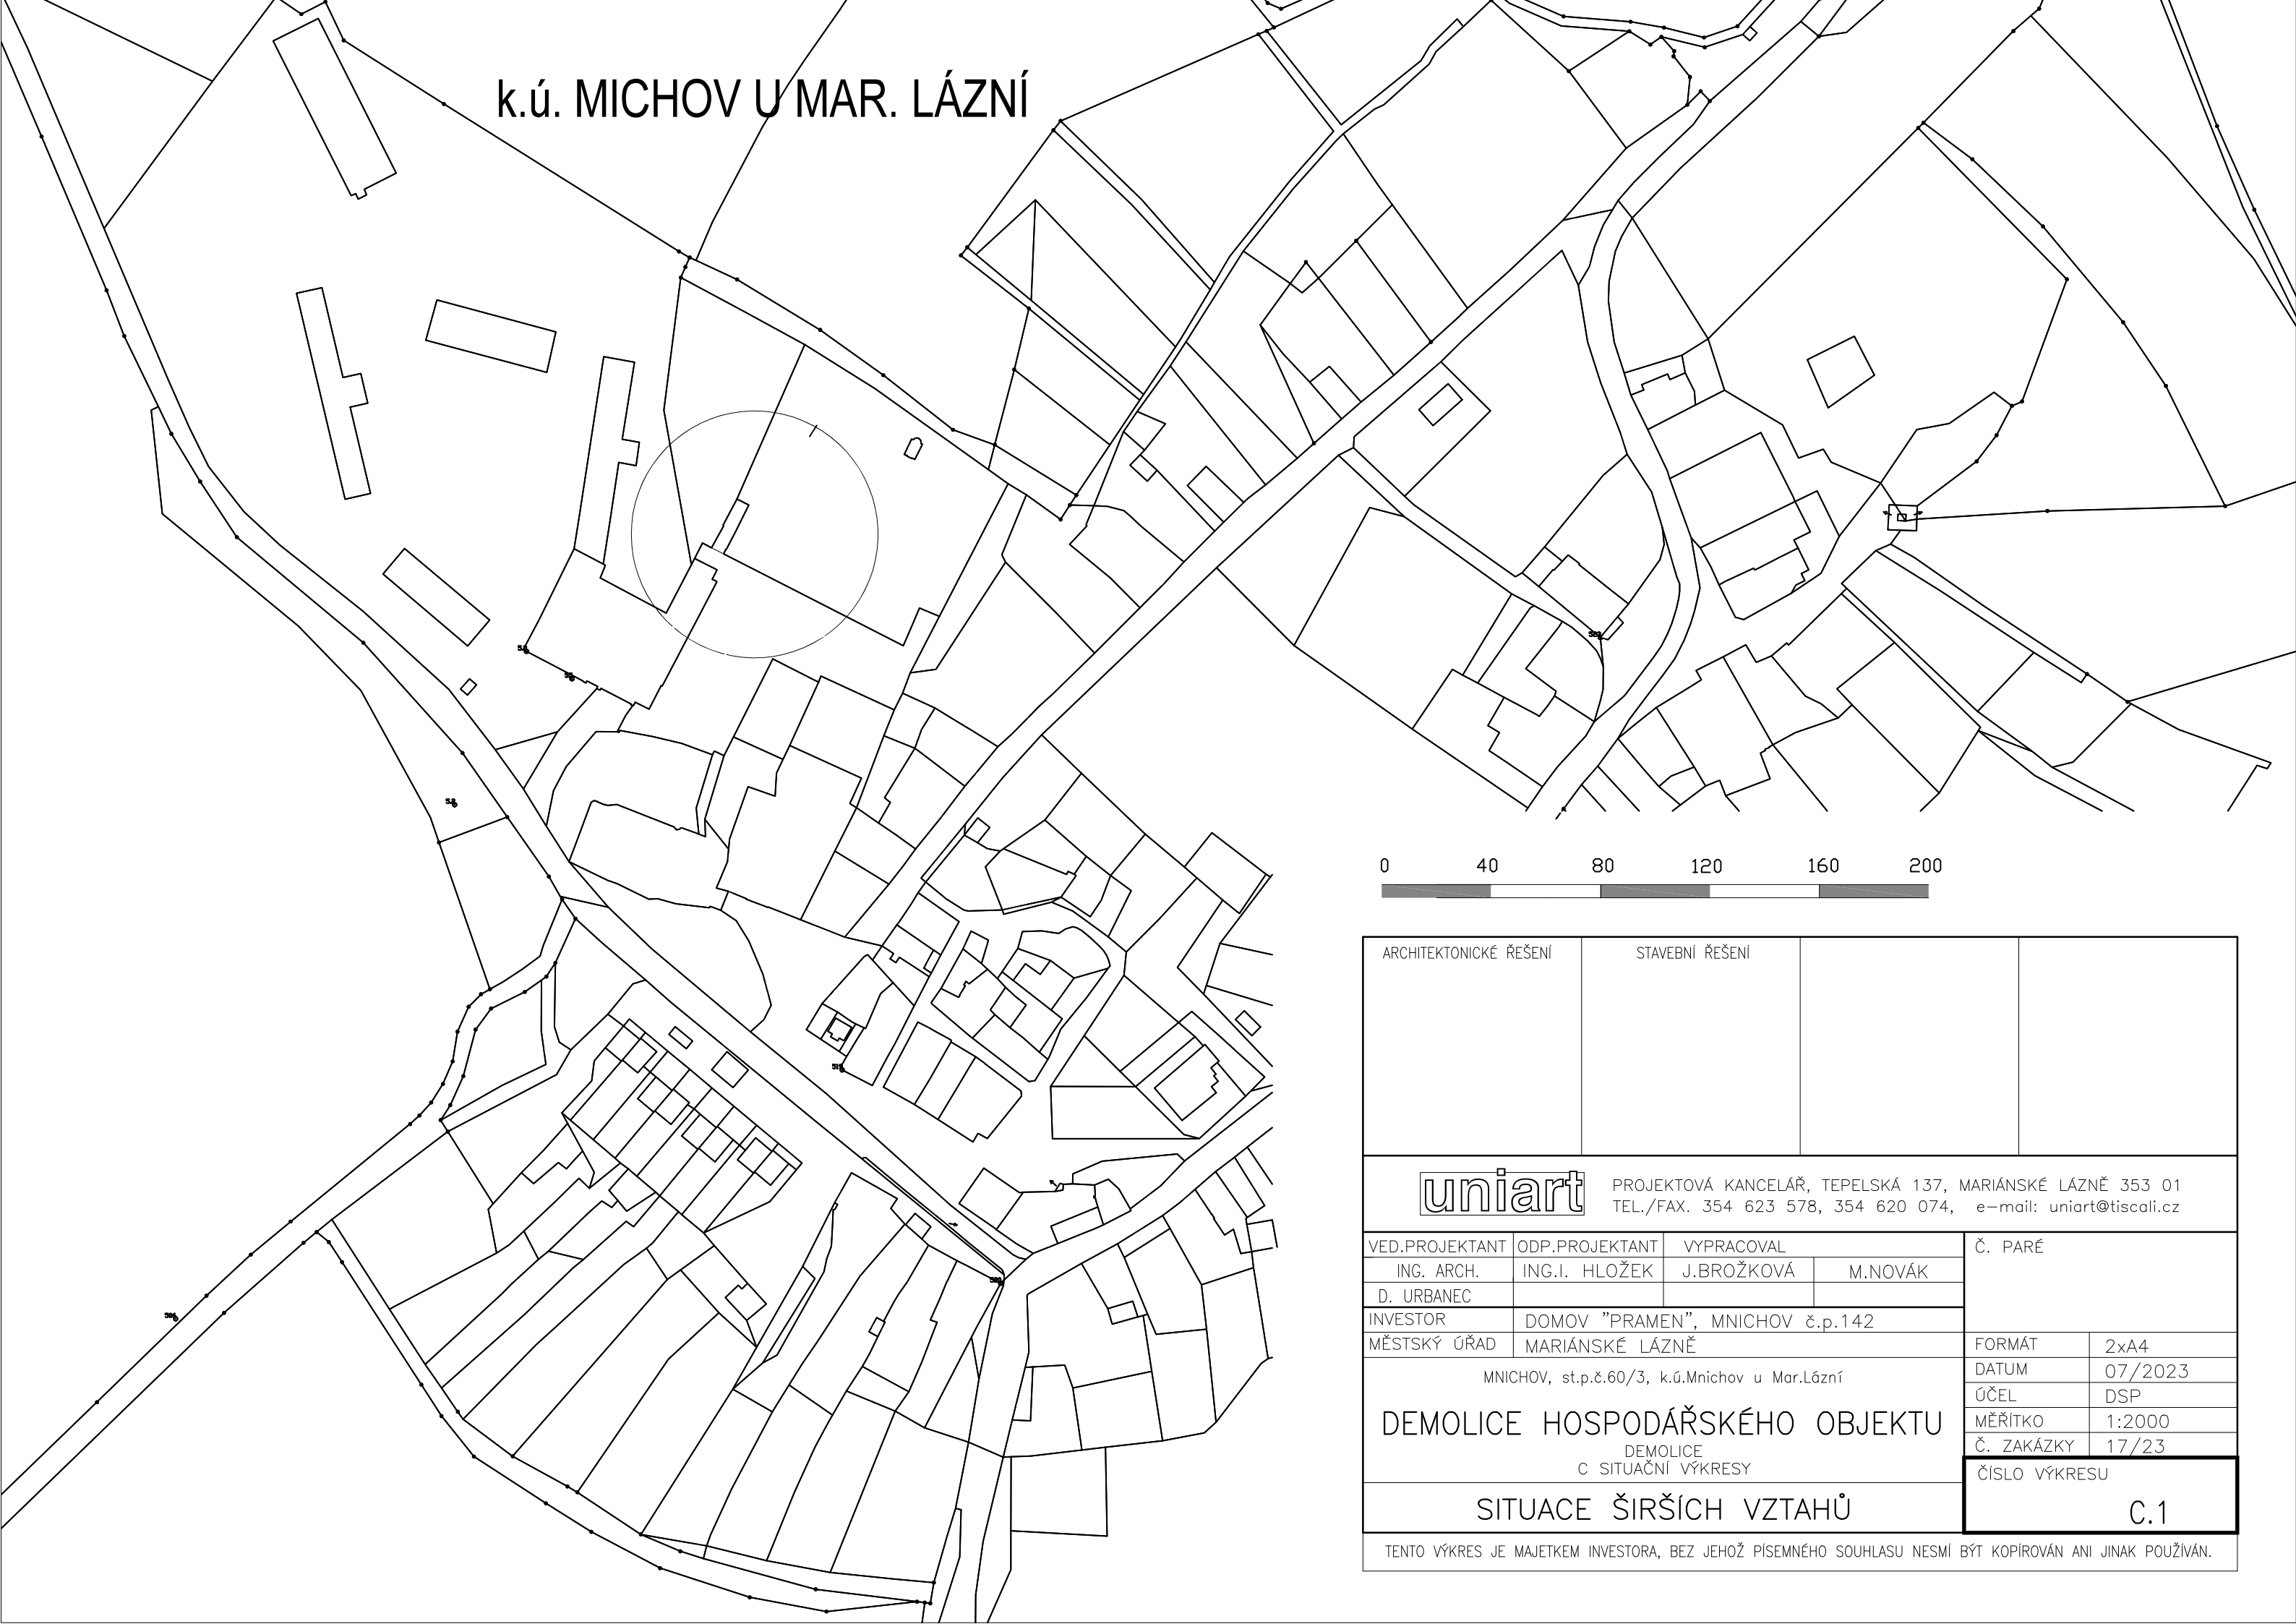 k.ú. MICHOV U MAR. LÁZNÍ
0 40 80 120 160 200
ARCHITEKTONICKÉ ŘEŠENÍ STAVEBNÍ ŘEŠENÍ
uniart
PROJEKTOVÁ KANCELÁŘ, TEPELSKÁ 137, MARIÁNSKÉ LÁZNĚ 353 01
TEL./FAX. 354 623 578, 354 620 074, e-mail: uniart@tiscali.cz
VED.PROJEKTANT ODP.PROJEKTANT VYPRACOVAL Č. PARÉ
ING. ARCH. ING.I. HLOŽEK J.BROŽKOVÁ M.NOVÁK
D. URBANEC
INVESTOR DOMOV "PRAMEN", MNICHOV č.p.142
MĚSTSKÝ ÚŘAD MARIÁNSKÉ LÁZNĚ
FORMÁT 2xA4
DATUM 07/2023
ÚČEL DSP
MĚŘÍTKO 1:2000
Č. ZAKÁZKY 17/23
MNICHOV, st.p.č.60/3, k.ú.Mnichov u Mar.Lázní
DEMOLICE HOSPODÁŘSKÉHO OBJEKTU
DEMOLICE
C SITUAČNÍ VÝKRESY
SITUACE ŠIRŠÍCH VZTAHŮ
ČÍSLO VÝKRESU
C.1
TENTO VÝKRES JE MAJETKEM INVESTORA, BEZ JEHOŽ PÍSEMNÉHO SOUHLASU NESMÍ BÝT KOPÍROVÁN ANI JINAK POUŽÍVÁN.